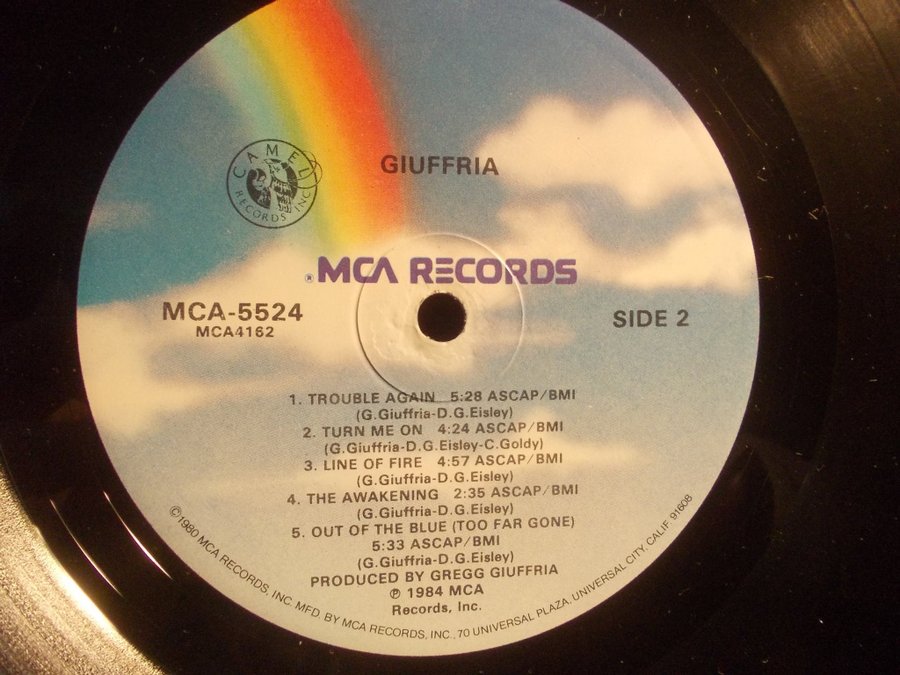 GIUFFRIA
CAMEL
RECORDS INC
® MCA RECORDS
MCA-5524
MCA4162
SIDE 2
1. TROUBLE AGAIN 5:28 ASCAP/BMI
(G.Giuffria-D.G.Eisley)
2. TURN ME ON 4:24 ASCAP/BMI
(G.Giuffria-D.G.Eisley-C.Goldy)
3. LINE OF FIRE 4:57 ASCAP/BMI
(G.Giuffria-D.G.Eisley)
4. THE AWAKENING 2:35 ASCAP/BMI
(G.Giuffria-D.G.Eisley)
5. OUT OF THE BLUE (TOO FAR GONE)
5:33 ASCAP/BMI
(G.Giuffria-D.G.Eisley)
PRODUCED BY GREGG GIUFFRIA
℗ 1984 MCA
Records, Inc.
©1980 MCA RECORDS, INC. MFD. BY MCA RECORDS, INC., 70 UNIVERSAL PLAZA, UNIVERSAL CITY, CALIF. 91608